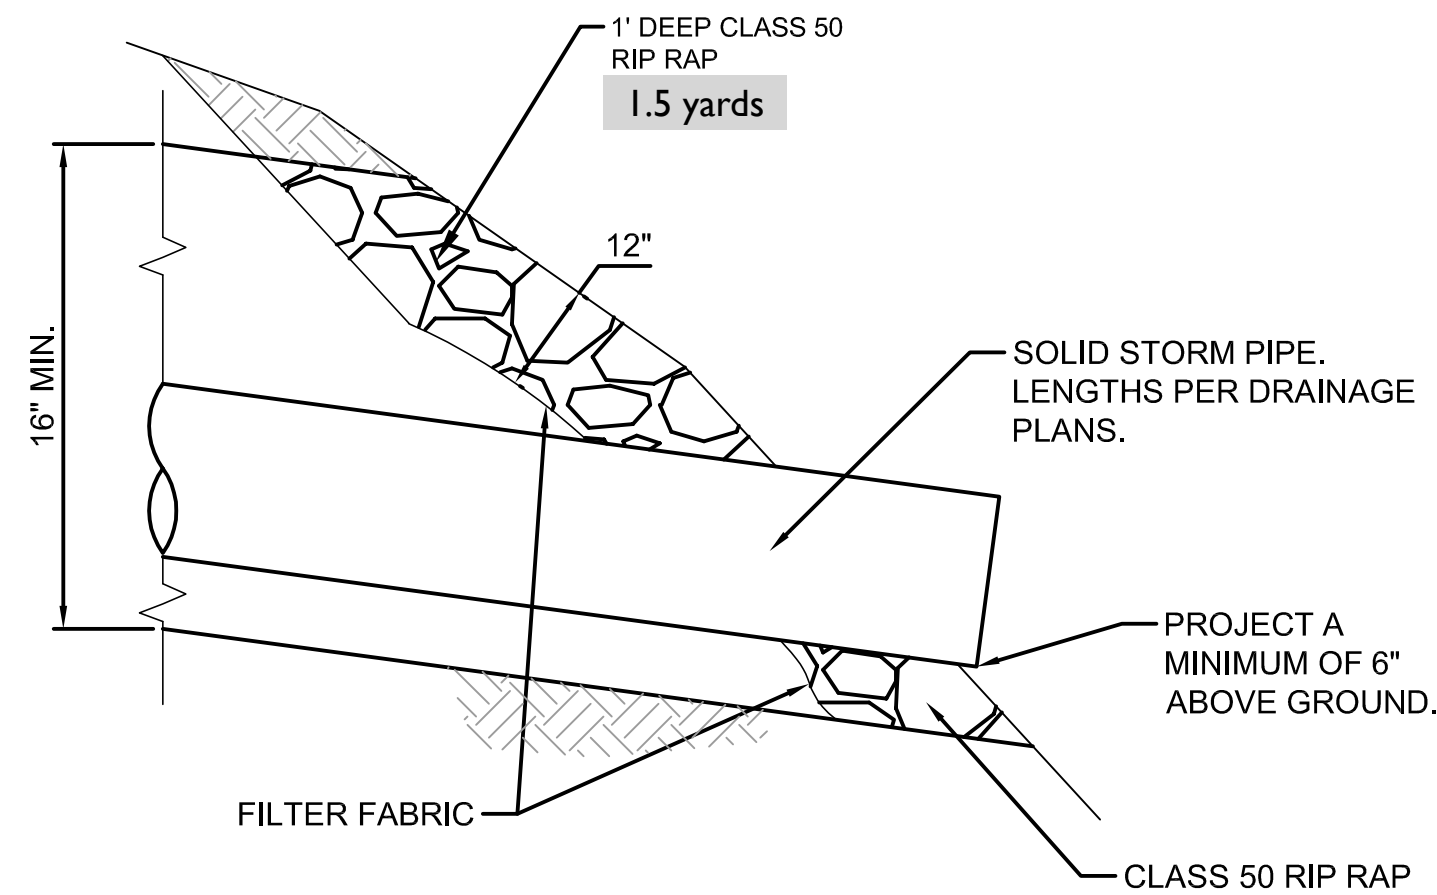 1' DEEP CLASS 50
RIP RAP
1.5 yards
12"
16" MIN.
SOLID STORM PIPE.
LENGTHS PER DRAINAGE
PLANS.
PROJECT A
MINIMUM OF 6"
ABOVE GROUND.
FILTER FABRIC
CLASS 50 RIP RAP